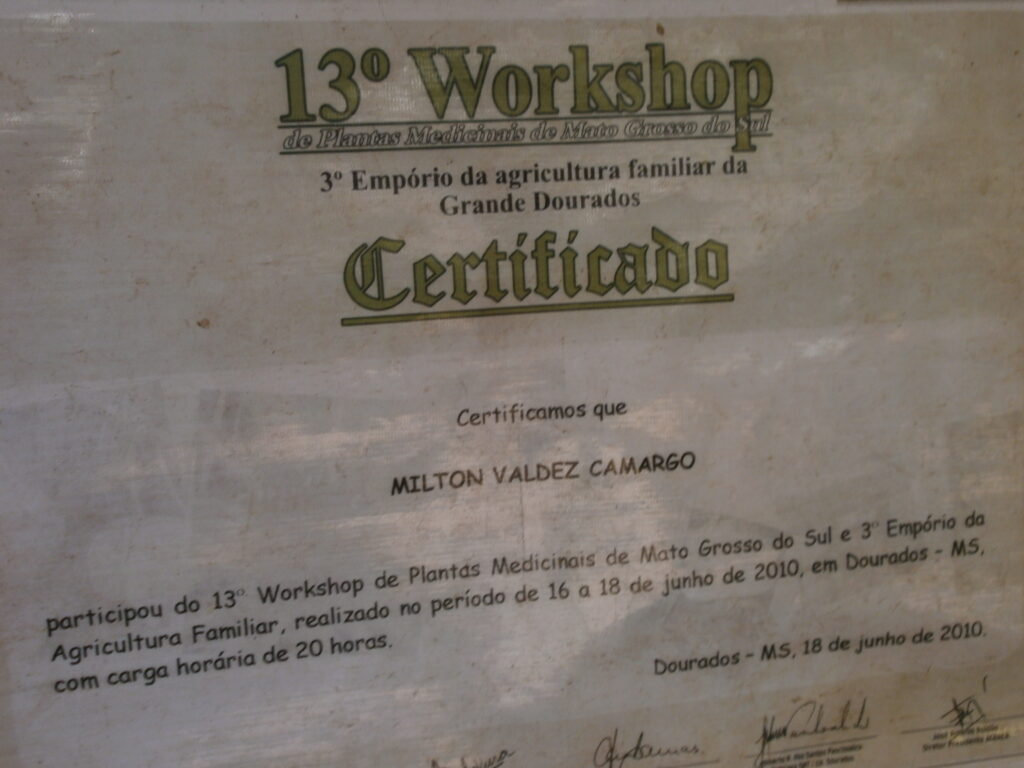 13º Workshop
de Plantas Medicinais de Mato Grosso do Sul
3º Empório da agricultura familiar da
Grande Dourados
Certificado
Certificamos que
MILTON VALDEZ CAMARGO
participou do 13º Workshop de Plantas Medicinais de Mato Grosso do Sul e 3º Empório da
Agricultura Familiar, realizado no período de 16 a 18 de junho de 2010, em Dourados - MS,
com carga horária de 20 horas.
Dourados - MS, 18 de junho de 2010.
Diretor Presidente